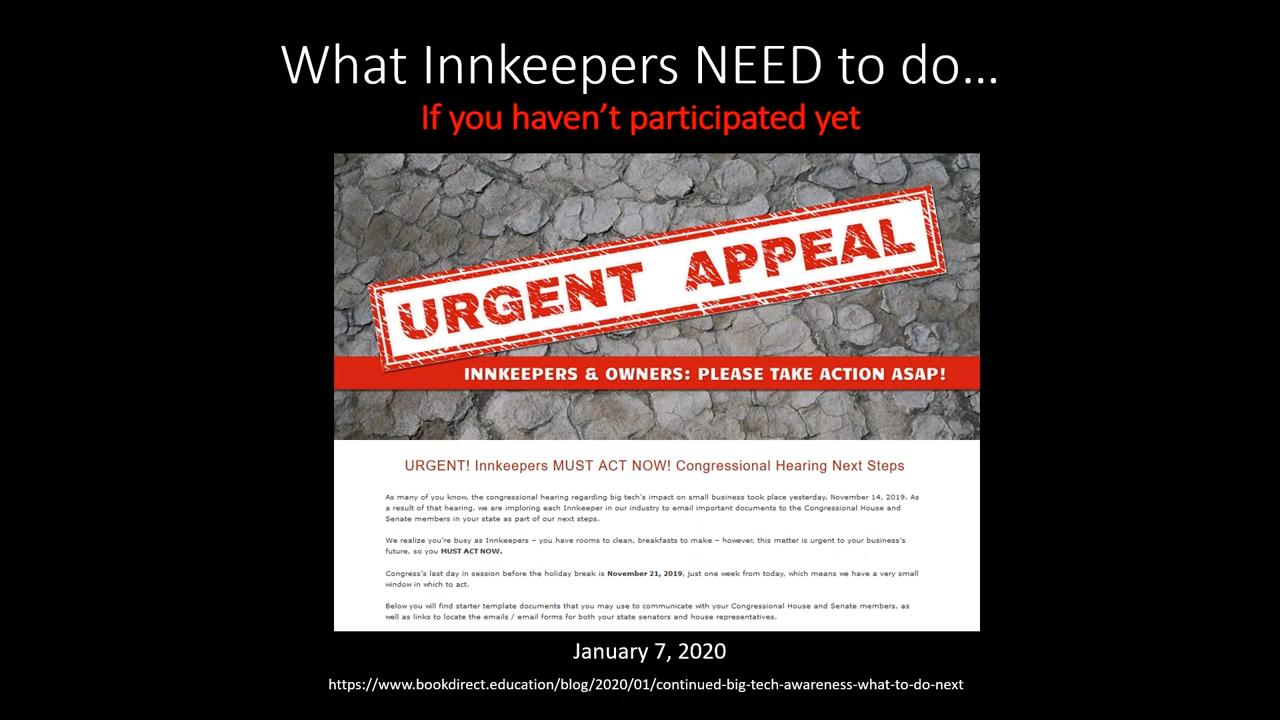 What Innkeepers NEED to do...
If you haven't participated yet
URGENT APPEAL
INNKEEPERS & OWNERS: PLEASE TAKE ACTION ASAP!
URGENT! Innkeepers MUST ACT NOW! Congressional Hearing Next Steps
As many of you know, the congressional hearing regarding big tech's impact on small business took place yesterday, November 14, 2019. As
a result of that hearing, we are imploring each Innkeeper in our industry to email important documents to the Congressional House and
Senate members in your state as part of our next steps.
We realize you're busy as Innkeepers – you have rooms to clean, breakfasts to make – however, this matter is urgent to your business's
future, so you MUST ACT NOW.
Congress's last day in session before the holiday break is November 21, 2019, just one week from today, which means we have a very small
window in which to act.
Below you will find starter template documents that you may use to communicate with your Congressional House and Senate members, as
well as links to locate the emails / email forms for both your state senators and house representatives.
January 7, 2020
https://www.bookdirect.education/blog/2020/01/continued-big-tech-awareness-what-to-do-next